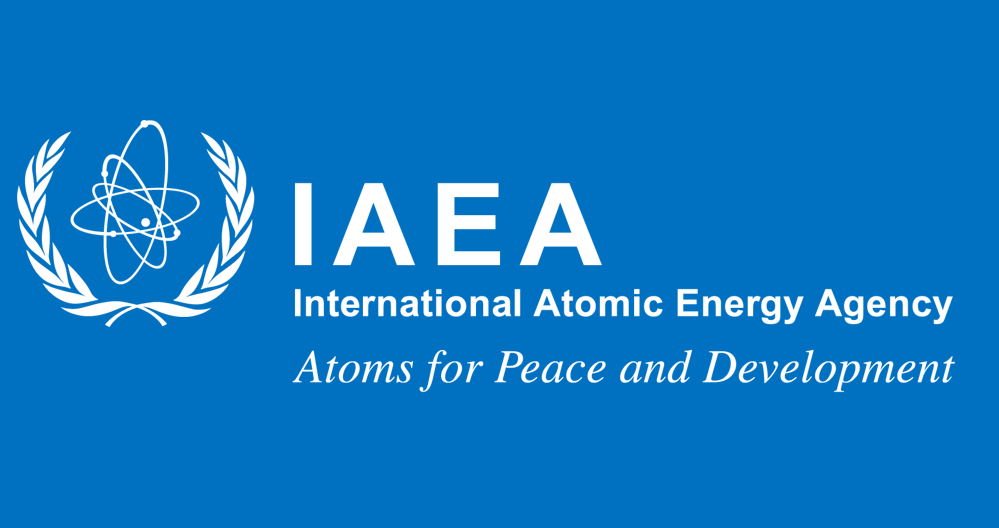 IAEA
International Atomic Energy Agency
Atoms for Peace and Development